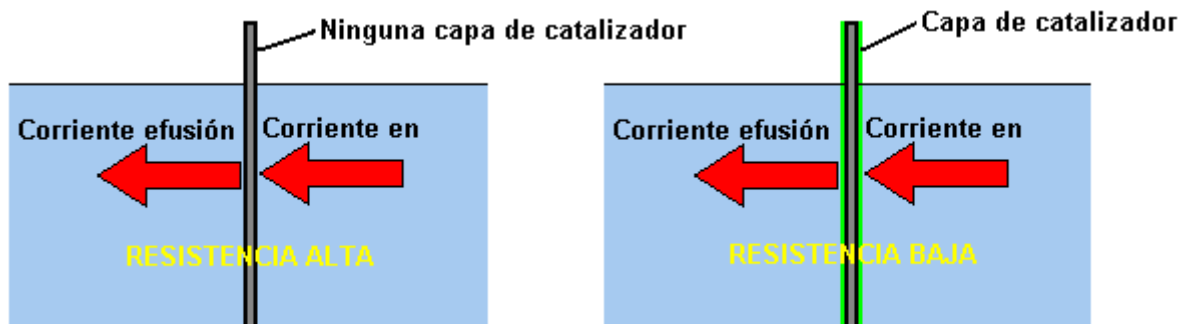 Ninguna capa de catalizador
Corriente efusión
Corriente en
RESISTENCIA ALTA
Capa de catalizador
Corriente efusión
Corriente en
RESISTENCIA BAJA